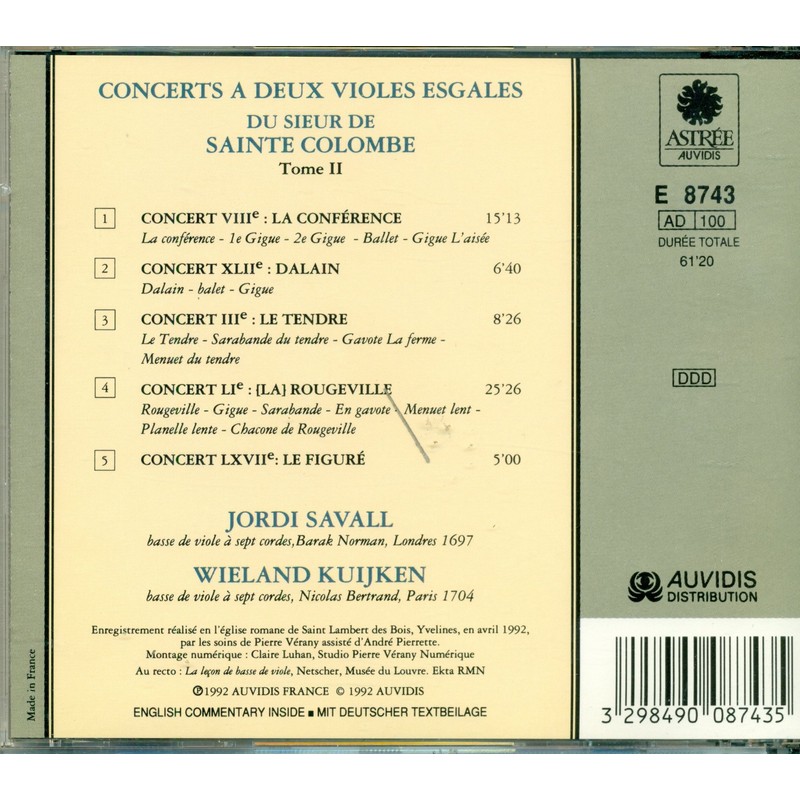 CONCERTS A DEUX VIOLES ESGALES
DU SIEUR DE
SAINTE COLOMBE
Tome II
1 CONCERT VIIIe : LA CONFÉRENCE 15'13
La conférence - 1e Gigue - 2e Gigue - Ballet - Gigue L'aisée
2 CONCERT XLIIe : DALAIN 6'40
Dalain - balet - Gigue
3 CONCERT IIIe : LE TENDRE 8'26
Le Tendre - Sarabande du tendre - Gavote La ferme -
Menuet du tendre
4 CONCERT LIe : [LA] ROUGEVILLE 25'26
Rougeville - Gigue - Sarabande - En gavote - Menuet lent -
Planelle lente - Chacone de Rougeville
5 CONCERT LXVIIe: LE FIGURÉ 5'00
JORDI SAVALL
basse de viole à sept cordes,Barak Norman, Londres 1697
WIELAND KUIJKEN
basse de viole à sept cordes, Nicolas Bertrand, Paris 1704
Enregistrement réalisé en l'église romane de Saint Lambert des Bois, Yvelines, en avril 1992,
par les soins de Pierre Vérany assisté d'André Pierrette.
Montage numérique : Claire Luhan, Studio Pierre Vérany Numérique
Au recto : La leçon de basse de viole, Netscher, Musée du Louvre. Ekta RMN
℗1992 AUVIDIS FRANCE © 1992 AUVIDIS
ENGLISH COMMENTARY INSIDE ■ MIT DEUTSCHER TEXTBEILAGE
Made in France
ASTRÉE
AUVIDIS
E 8743
AD 100
DURÉE TOTALE
61'20
DDD
AUVIDIS
DISTRIBUTION
3 298490 087435